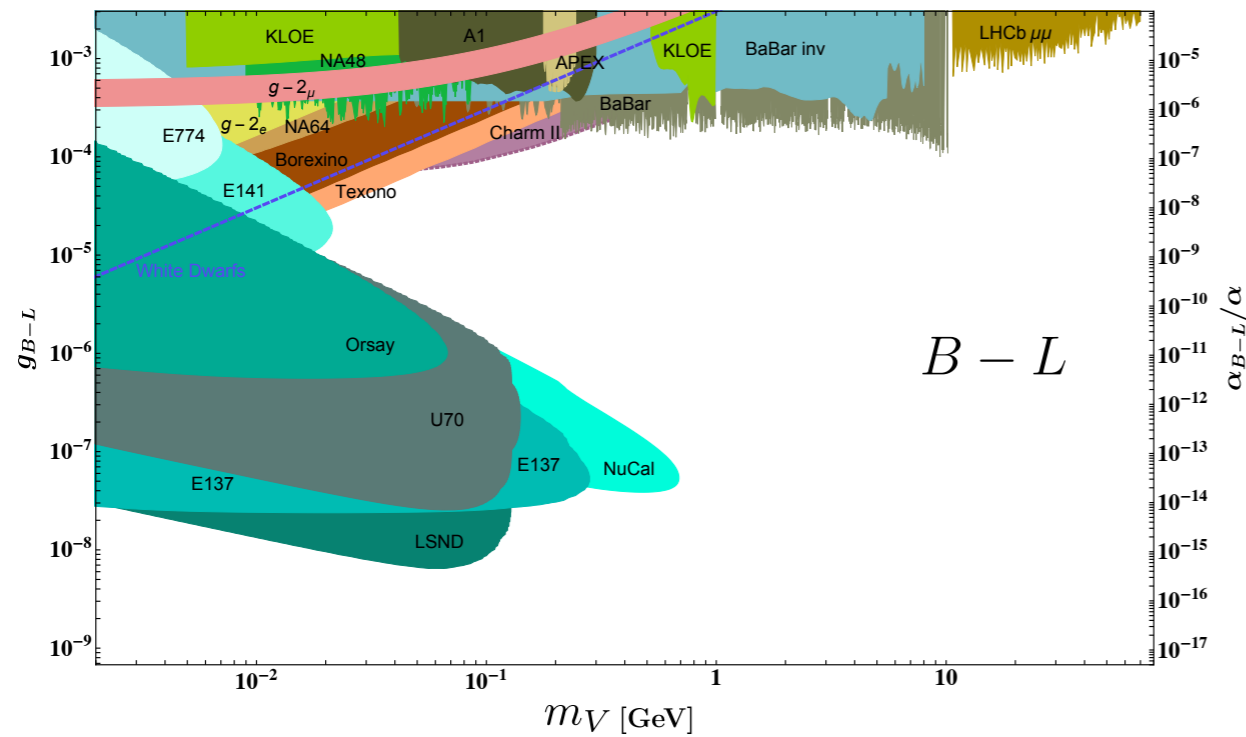 KLOE
A1
LHCb μμ
10⁻³
NA48
APEX
KLOE
BaBar inv
10⁻⁵
g−2μ
BaBar
10⁻⁶
E774
g−2e
NA64
Charm II
10⁻⁴
Borexino
10⁻⁷
E141
Texono
10⁻⁸
10⁻⁵
White Dwarfs
10⁻⁹
10⁻¹⁰
g_{B−L}
10⁻⁶
Orsay
B − L
10⁻¹¹
α_{B−L}/α
U70
10⁻¹²
10⁻⁷
E137
E137
NuCal
10⁻¹³
10⁻¹⁴
10⁻⁸
LSND
10⁻¹⁵
10⁻¹⁶
10⁻⁹
10⁻¹⁷
10⁻²
10⁻¹
1
10
m_V [GeV]